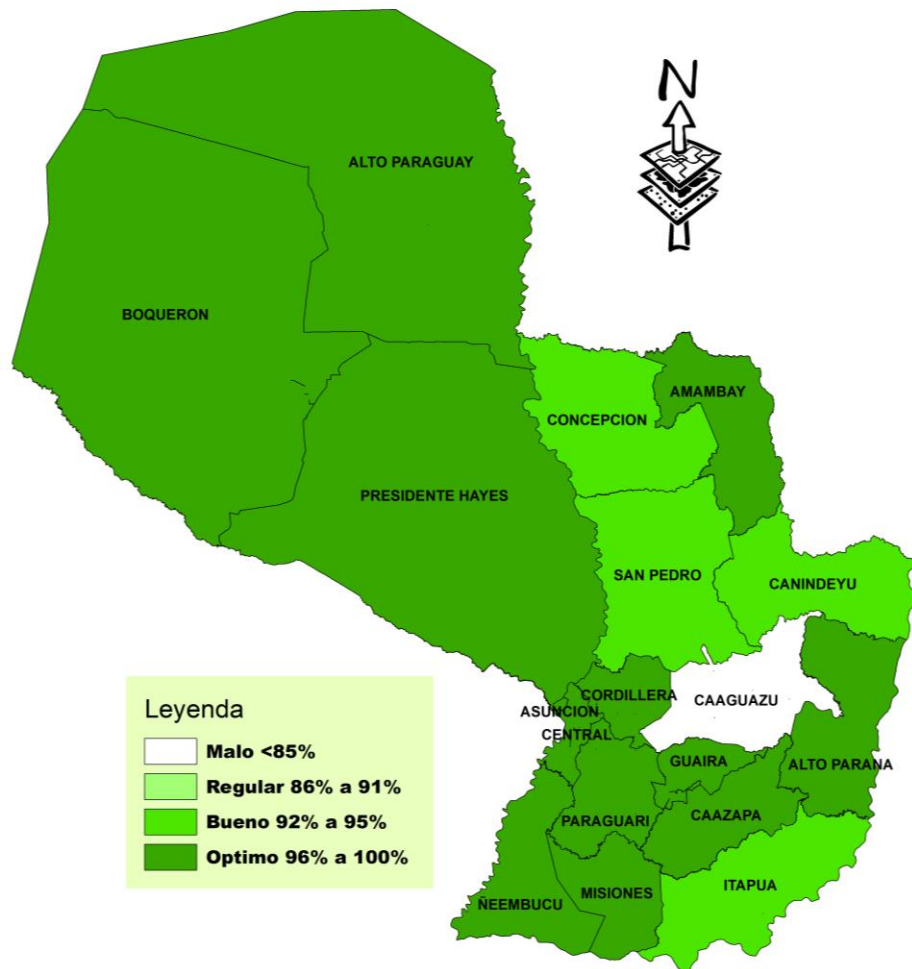 N
ALTO PARAGUAY
BOQUERON
AMAMBAY
CONCEPCION
PRESIDENTE HAYES
SAN PEDRO
CANINDEYU
CORDILLERA
CAAGUAZU
ASUNCION
CENTRAL
GUAIRA
ALTO PARANA
PARAGUARI
CAAZAPA
ITAPUA
MISIONES
ÑEEMBUCU
Leyenda
Malo <85%
Regular 86% a 91%
Bueno 92% a 95%
Optimo 96% a 100%